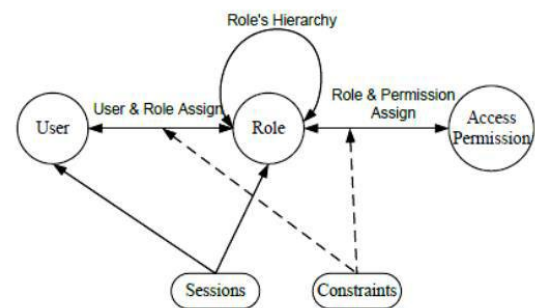 Role's Hierarchy
User & Role Assign
Role & Permission
Assign
User
Role
Access
Permission
Sessions
Constraints